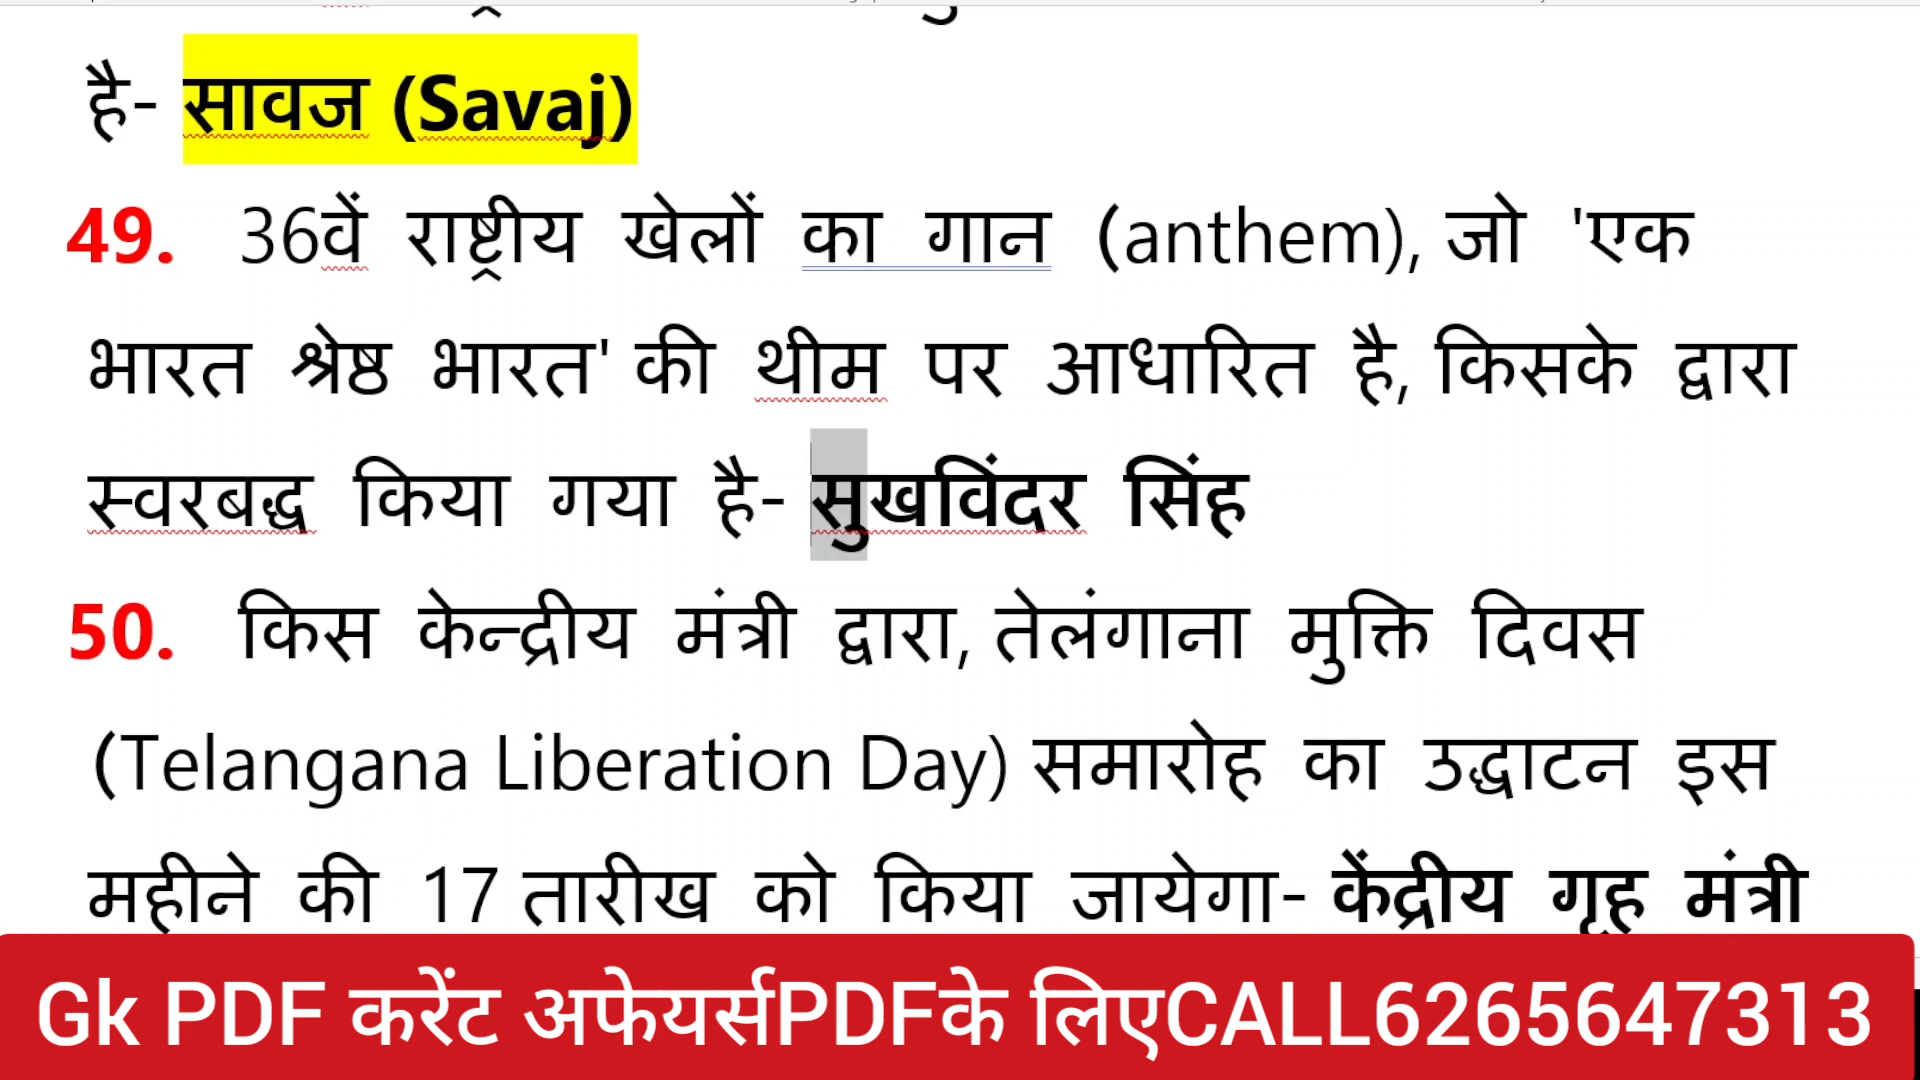 है- सावज (Savaj)
49. 36वें राष्ट्रीय खेलों का गान (anthem), जो 'एक
भारत श्रेष्ठ भारत' की थीम पर आधारित है, किसके द्वारा
स्वरबद्ध किया गया है- सुखविंदर सिंह
50. किस केन्द्रीय मंत्री द्वारा, तेलंगाना मुक्ति दिवस
(Telangana Liberation Day) समारोह का उद्घाटन इस
महीने की 17 तारीख को किया जायेगा- केंद्रीय गृह मंत्री
Gk PDF करेंट अफेयर्सPDFके लिएCALL6265647313